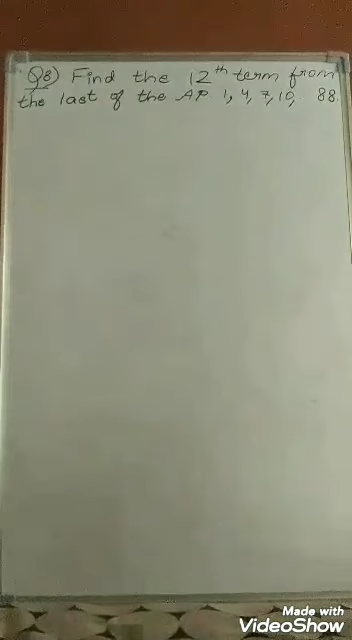 Q8) Find the 12th term from
the last of the AP 1, 4, 7, 10, 88.
Made with
VideoShow